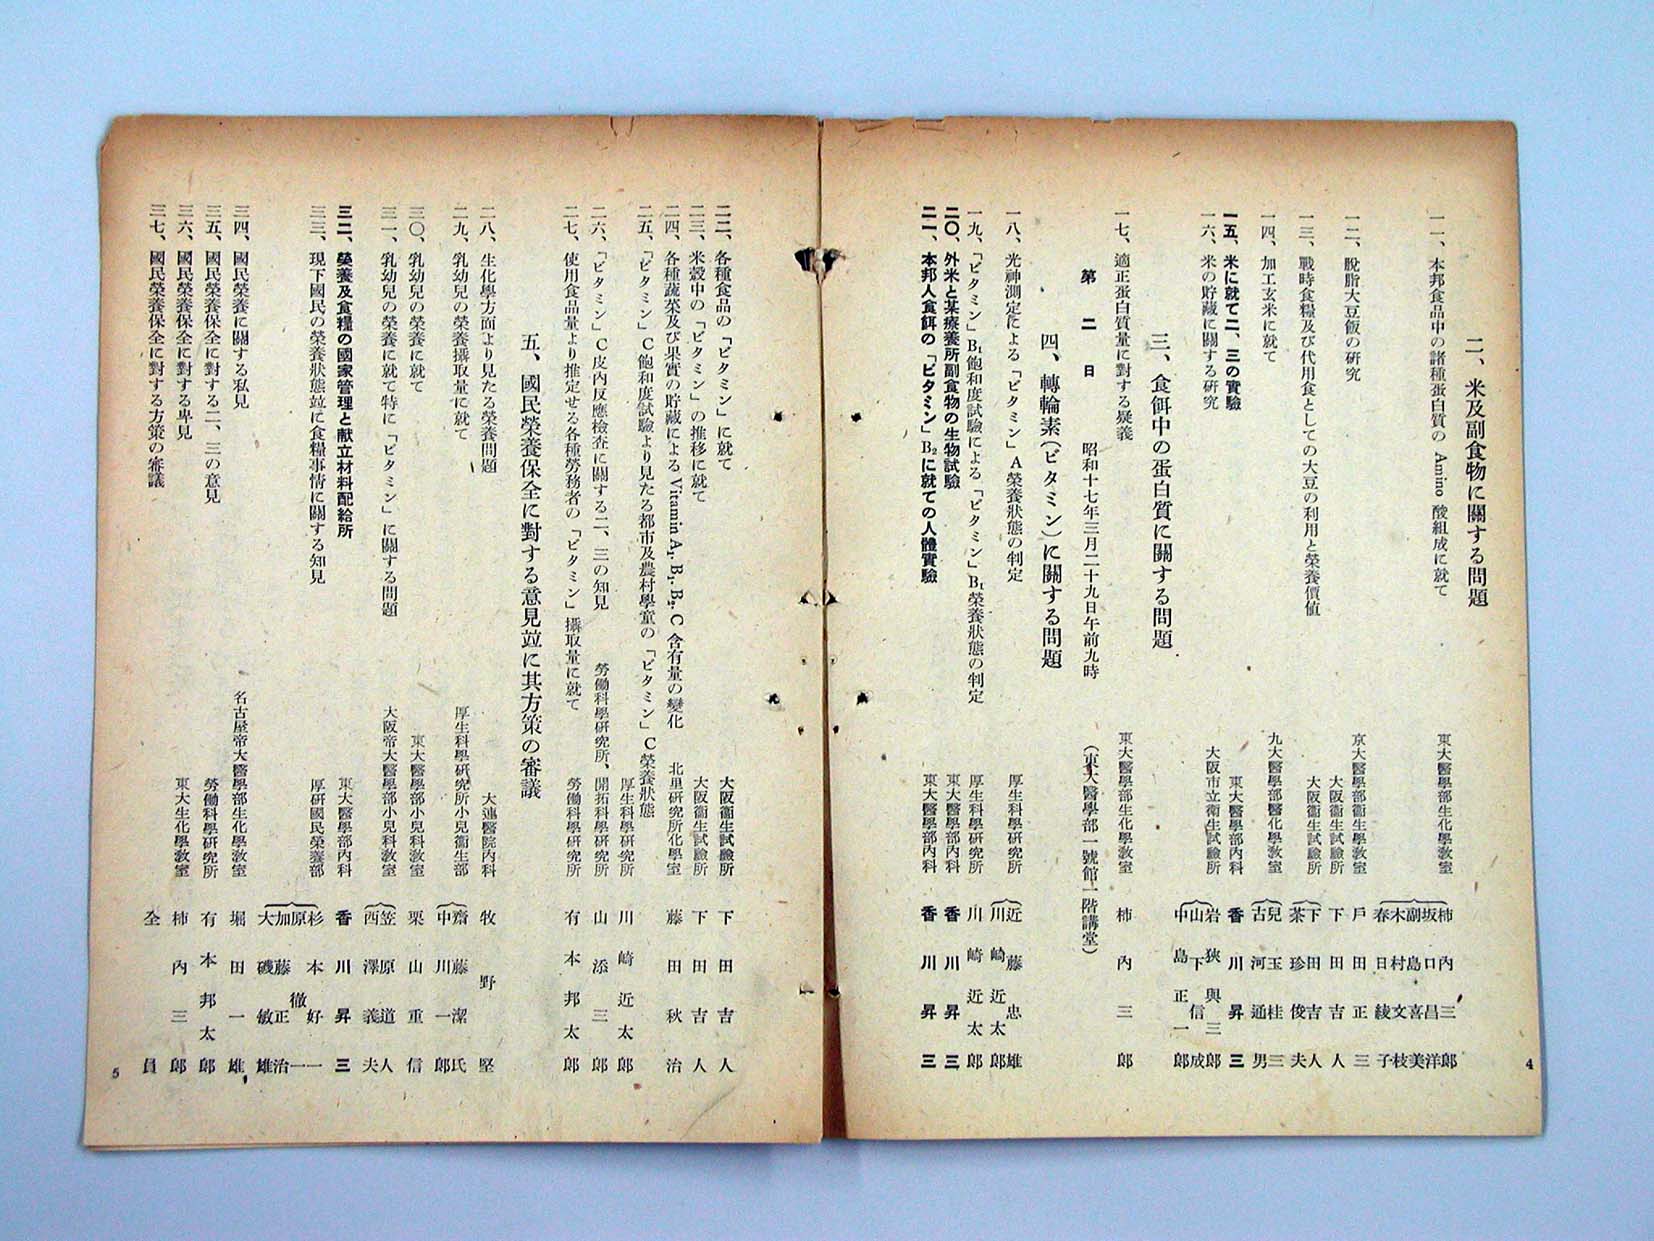 二、米及副食物に關する問題
一一、本邦食品中の諸種蛋白質の Amino 酸組成に就て 東大醫學部生化學敎室 柿內三郎
坂口昌洋
副島喜美
木村文枝
春日綾子
一二、脫脂大豆飯の硏究 京大醫學部衞生學敎室 戶田正三
一三、戰時食糧及び代用食としての大豆の利用と榮養價値 大阪衞生試驗所 下田吉人
大阪衞生試驗所 下田吉人
茶珍俊夫
一四、加工玄米に就て 九大醫學部醫化學敎室 兒玉桂三
古河通男
一五、米に就て二、三の實驗 東大醫學部內科 香川昇三
一六、米の貯藏に關する硏究 大阪市立衞生試驗所 岩狹與三郎
山下信成
中島正一郎
三、食餌中の蛋白質に關する問題
一七、適正蛋白質量に對する疑義 東大醫學部生化學敎室 柿內三郎
第二日 昭和十七年三月二十九日午前九時 （東大醫學部一號館二階講堂）
四、轉輪素（ビタミン）に關する問題
一八、光神測定による「ビタミン」A榮養狀態の判定 厚生科學硏究所 近藤忠雄
川崎近太郎
一九、「ビタミン」B₁飽和度試驗による「ビタミン」B₁榮養狀態の判定 厚生科學硏究所 川崎近太郎
二〇、外米と某療養所副食物の生物試驗 東大醫學部內科 香川昇三
二一、本邦人食餌の「ビタミン」B₂に就ての人體實驗 東大醫學部內科 香川昇三
4
二二、各種食品の「ビタミン」に就て 大阪衞生試驗所 下田吉人
二三、米穀中の「ビタミン」の推移に就て 大阪衞生試驗所 下田吉人
二四、各種蔬菜及び果實の貯藏による Vitamin A₁, B₁, B₂, C 含有量の變化 北里硏究所化學室 藤田秋治
二五、「ビタミン」C飽和度試驗より見たる都市及農村學童の「ビタミン」C榮養狀態 厚生科學硏究所 川崎近太郎
二六、「ビタミン」C皮內反應檢査に關する二、三の知見 勞働科學硏究所、開拓科學硏究所 山添三郎
二七、使用食品量より推定せる各種勞務者の「ビタミン」攝取量に就て 勞働科學硏究所 有本邦太郎
五、國民榮養保全に對する意見竝に其方策の審議
二八、生化學方面より見たる榮養問題 大連醫院內科 牧野堅
二九、乳幼兒の榮養攝取量に就て 厚生科學硏究所小兒衞生部 齋藤潔氏
中川一郎
三〇、乳幼兒の榮養に就て 東大醫學部小兒科敎室 栗山重信
三一、乳幼兒の榮養に就て特に「ビタミン」に關する問題 大阪帝大醫學部小兒科敎室 笠原道人
西澤義夫
三二、榮養及食糧の國家管理と献立材料配給所 東大醫學部內科 香川昇三
三三、現下國民の榮養狀態竝に食糧事情に關する知見 厚硏國民榮養部 杉本好一
原徹一
加藤正治
大磯敏雄
三四、國民榮養に關する私見 名古屋帝大醫學部生化學敎室 堀田一雄
三五、國民榮養保全に對する二、三の意見 勞働科學硏究所 有本邦太郎
三六、國民榮養保全に對する卑見 東大生化學敎室 柿內三郎
三七、國民榮養保全に對する方策の審議 全員
5